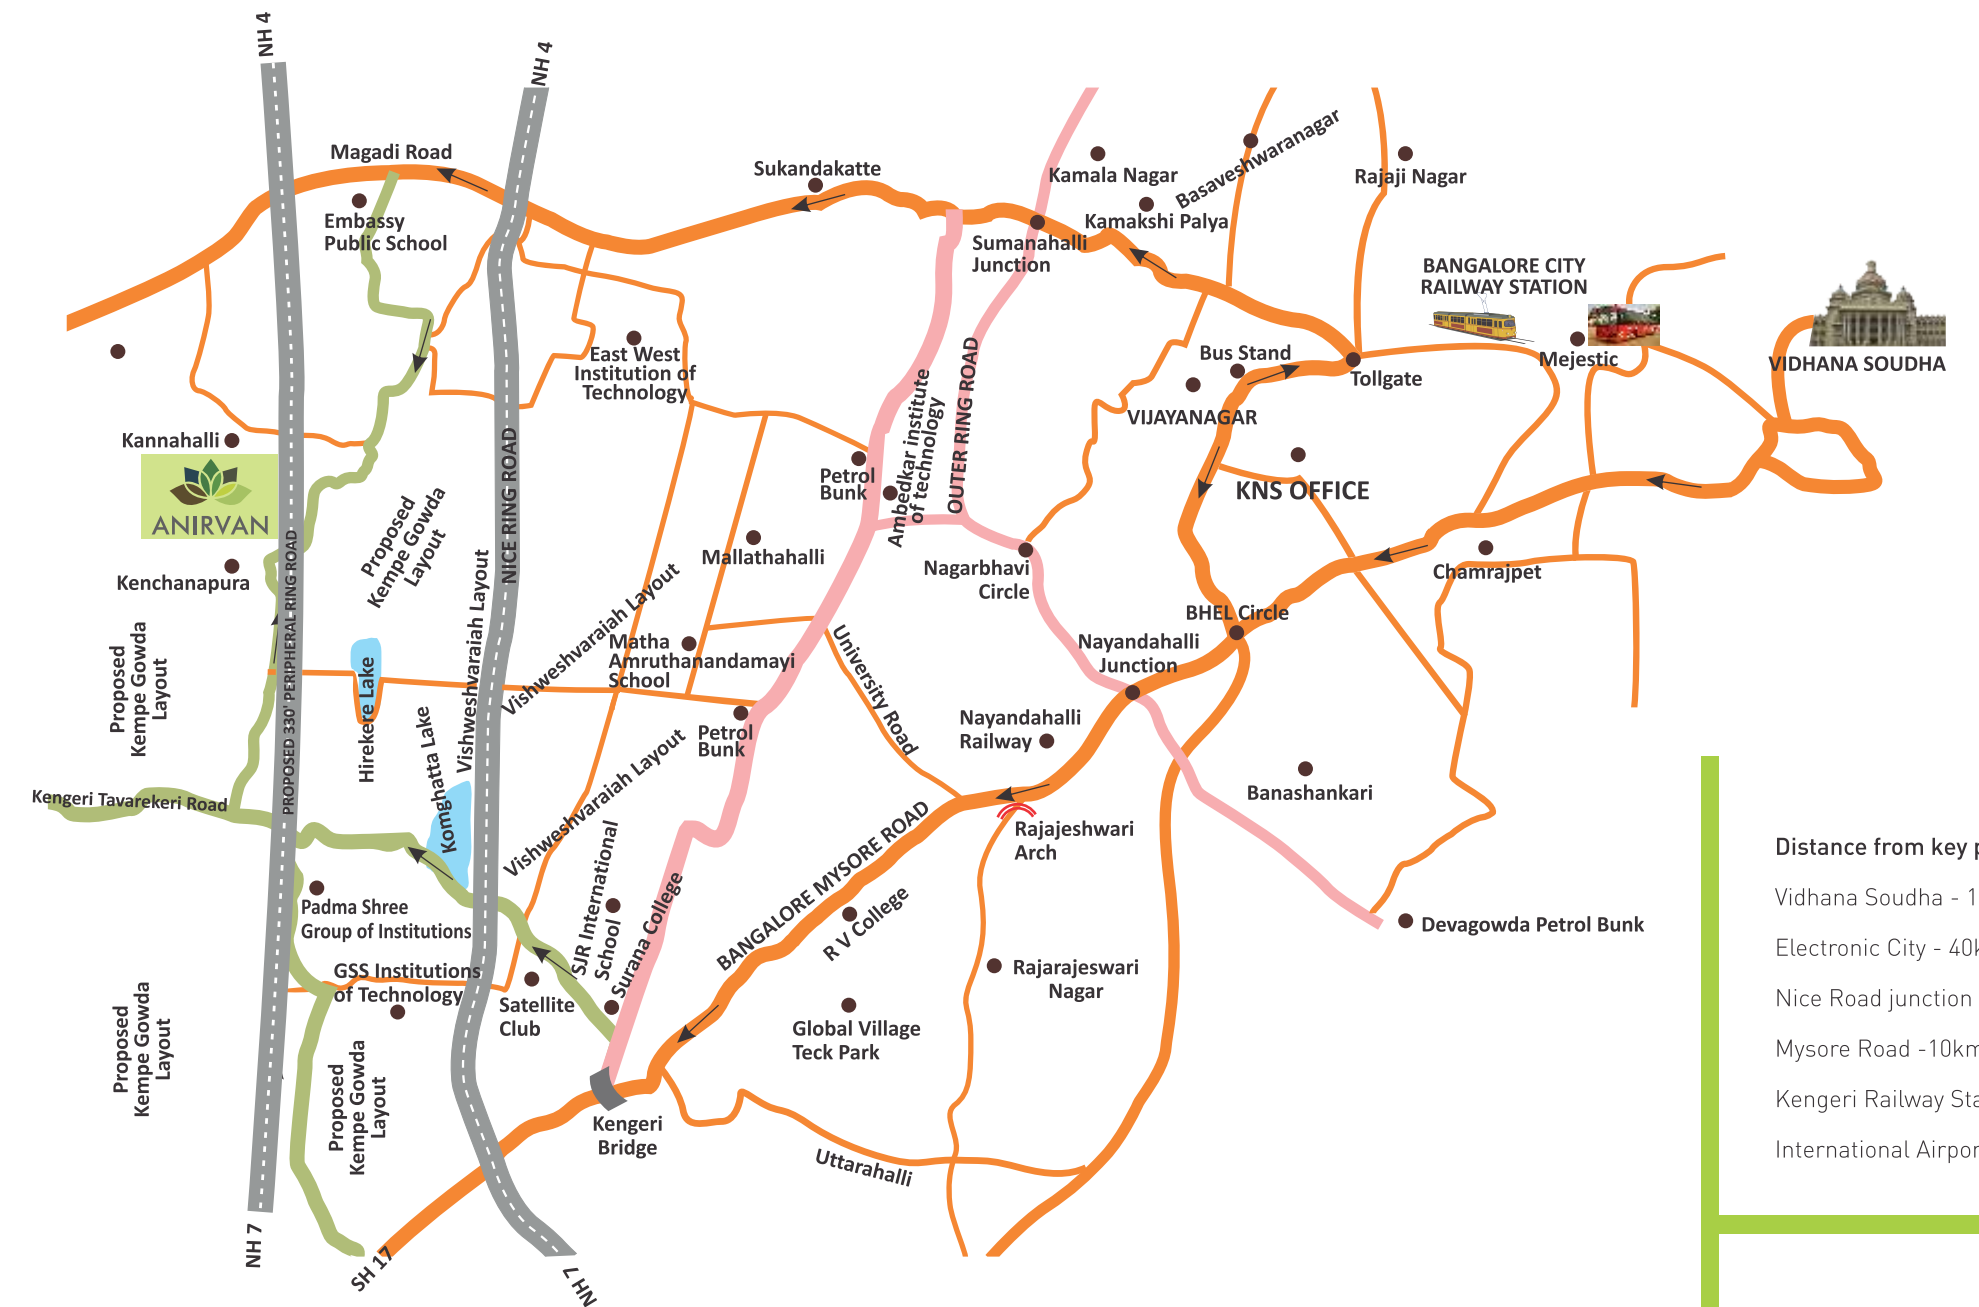 NH 4
NH 4
Magadi Road
Embassy
Public School
Sukandakatte
Kamala Nagar
Kamakshi Palya
Basaveshwaranagar
Rajaji Nagar
Sumanahalli
Junction
BANGALORE CITY
RAILWAY STATION
Mejestic
VIDHANA SOUDHA
East West
Institution of
Technology
Bus Stand
Tollgate
VIJAYANAGAR
Kannahalli
ANIRVAN
Kenchanapura
PROPOSED 330' PERIPHERAL RING ROAD
NICE RING ROAD
Proposed
Kempe Gowda
Layout
Petrol
Bunk
Ambedkar institute
of technology
OUTER RING ROAD
KNS OFFICE
Mallathahalli
Nagarbhavi
Circle
Chamrajpet
BHEL Circle
Nayandahalli
Junction
Vishweshvaraiah Layout
Vishweshvaraiah Layout
Matha
Amruthanandamayi
School
University Road
Proposed
Kempe Gowda
Layout
Hirekere Lake
Komghatta Lake
Petrol
Bunk
Nayandahalli
Railway
Banashankari
Kengeri Tavarekeri Road
Vishweshvaraiah Layout
Rajajeshwari
Arch
BANGALORE MYSORE ROAD
R V College
SJR International
School
Surana College
Padma Shree
Group of Institutions
GSS Institutions
of Technology
Satellite
Club
Devagowda Petrol Bunk
Rajarajeswari
Nagar
Global Village
Teck Park
Proposed
Kempe Gowda
Layout
Proposed
Kempe Gowda
Layout
Kengeri
Bridge
Uttarahalli
NH 7
SH 17
NH 7
Distance from key p
Vidhana Soudha - 1
Electronic City - 40k
Nice Road junction
Mysore Road -10km
Kengeri Railway Sta
International Airpor